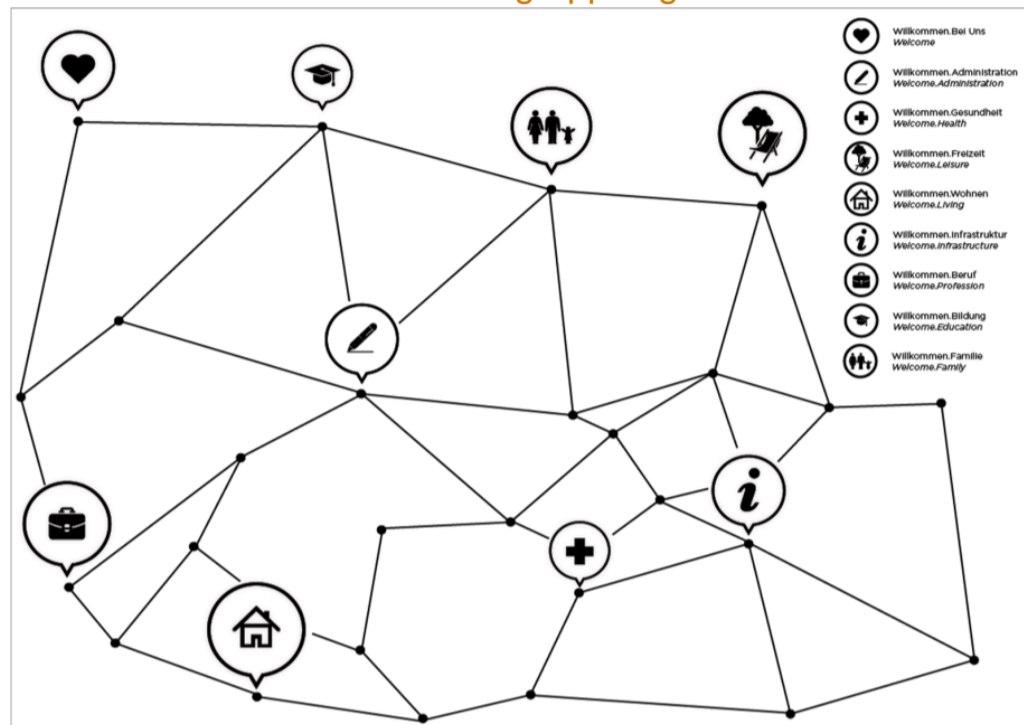 Willkommen.Bei Uns
Welcome
Willkommen.Administration
Welcome.Administration
Willkommen.Gesundheit
Welcome.Health
Willkommen.Freizeit
Welcome.Leisure
Willkommen.Wohnen
Welcome.Living
Willkommen.Infrastruktur
Welcome.Infrastructure
Willkommen.Beruf
Welcome.Profession
Willkommen.Bildung
Welcome.Education
Willkommen.Familie
Welcome.Family
i
i